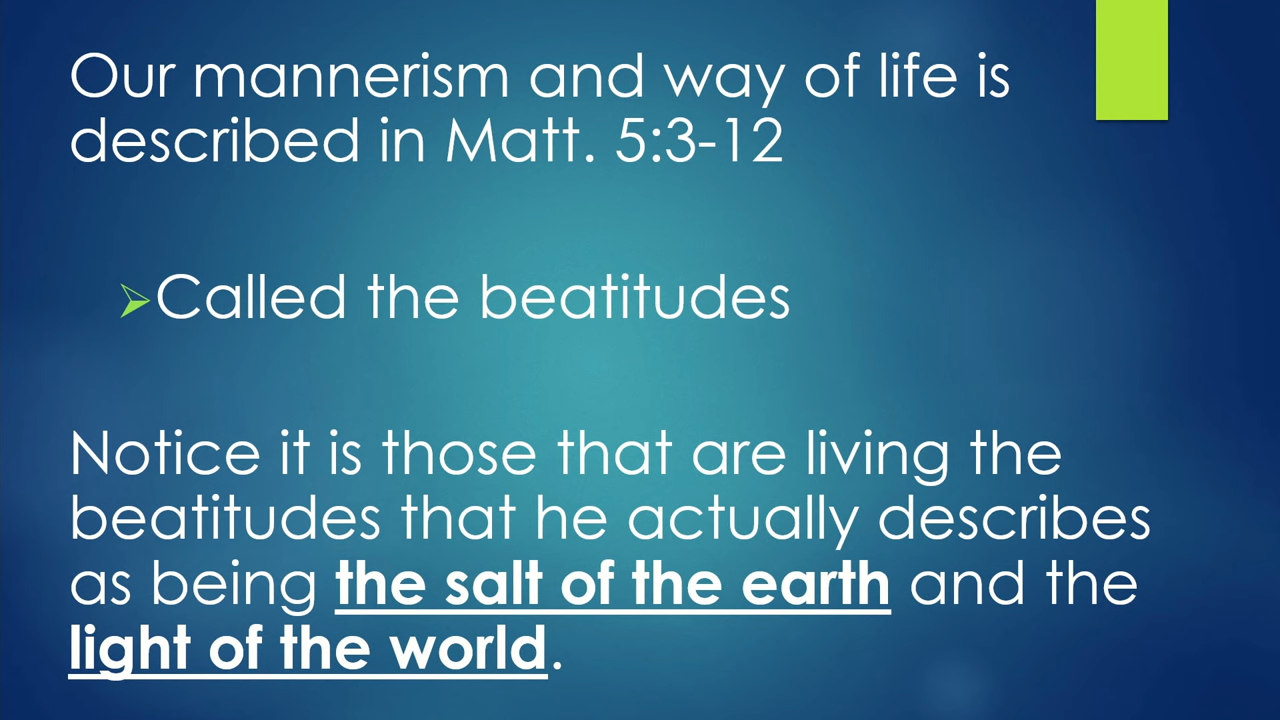 Our mannerism and way of life is
described in Matt. 5:3-12
Called the beatitudes
Notice it is those that are living the
beatitudes that he actually describes
as being the salt of the earth and the
light of the world.